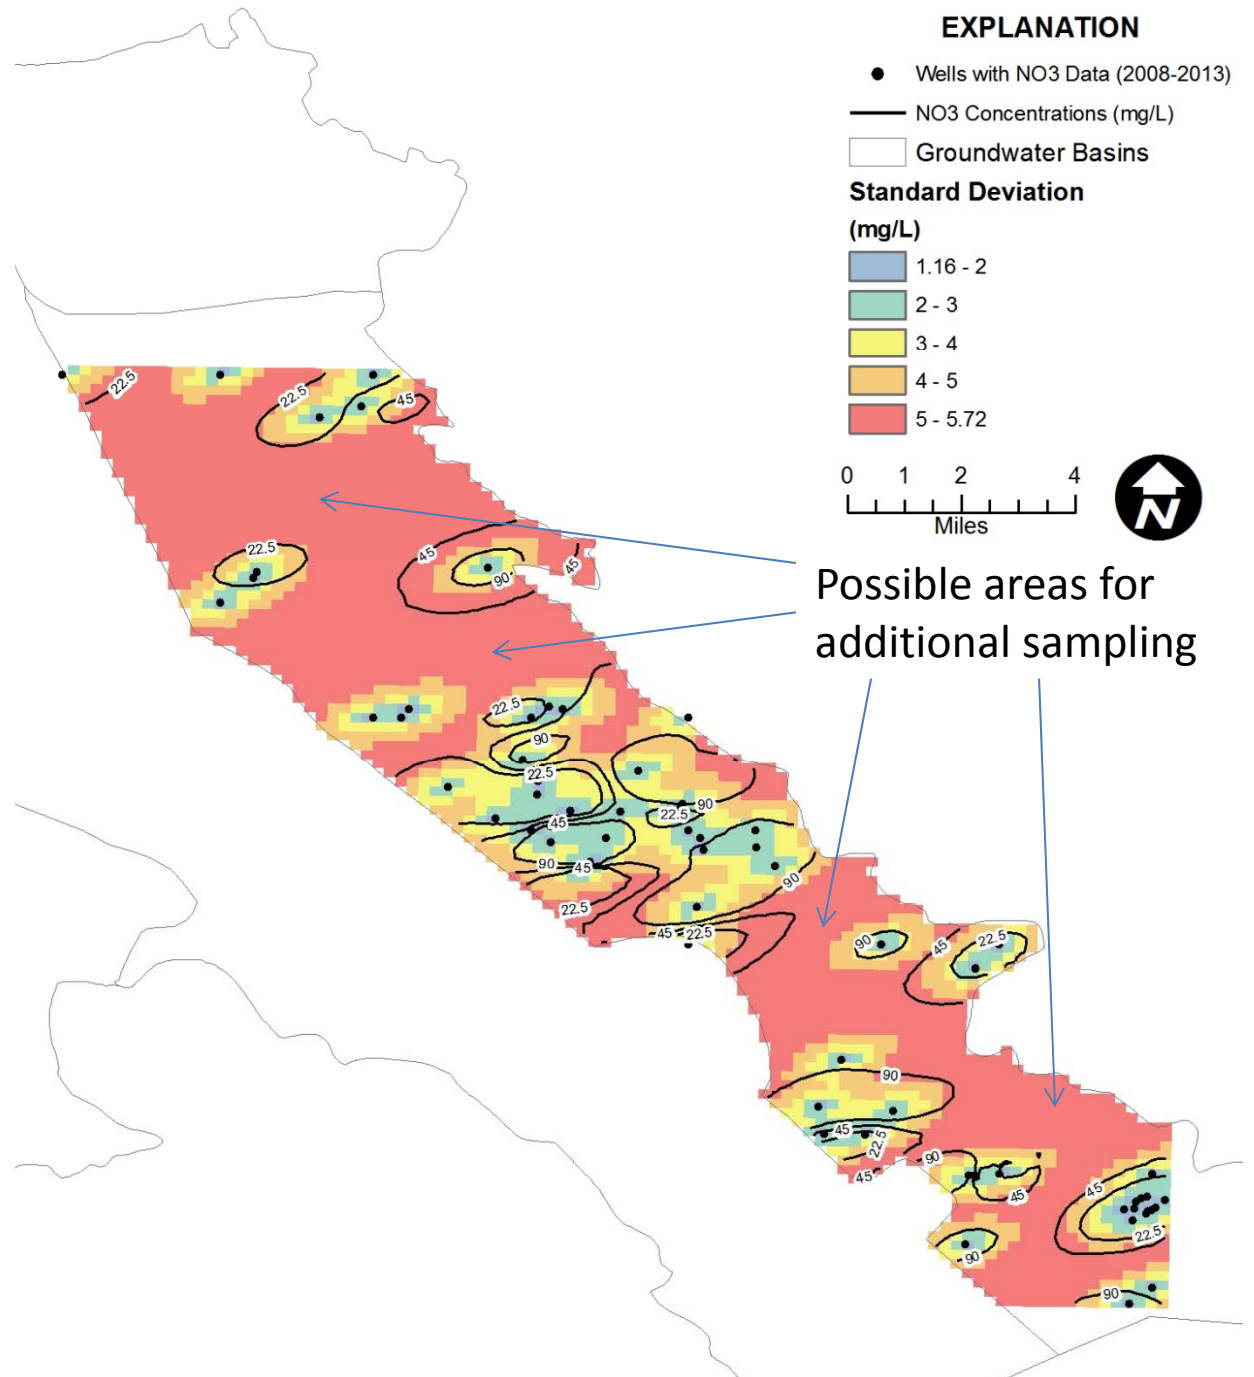 EXPLANATION
Wells with NO3 Data (2008-2013)
NO3 Concentrations (mg/L)
Groundwater Basins
Standard Deviation
(mg/L)
1.16 - 2
2 - 3
3 - 4
4 - 5
5 - 5.72
0 1 2 4
Miles
N
Possible areas for
additional sampling
22.5
22.5
45
22.5
45
90
45
22.5
90
22.5
90
22.5
45
90
45
90
22.5
45
22.5
90
45
22.5
90
45
22.5
45
90
45
45
22.5
90
90